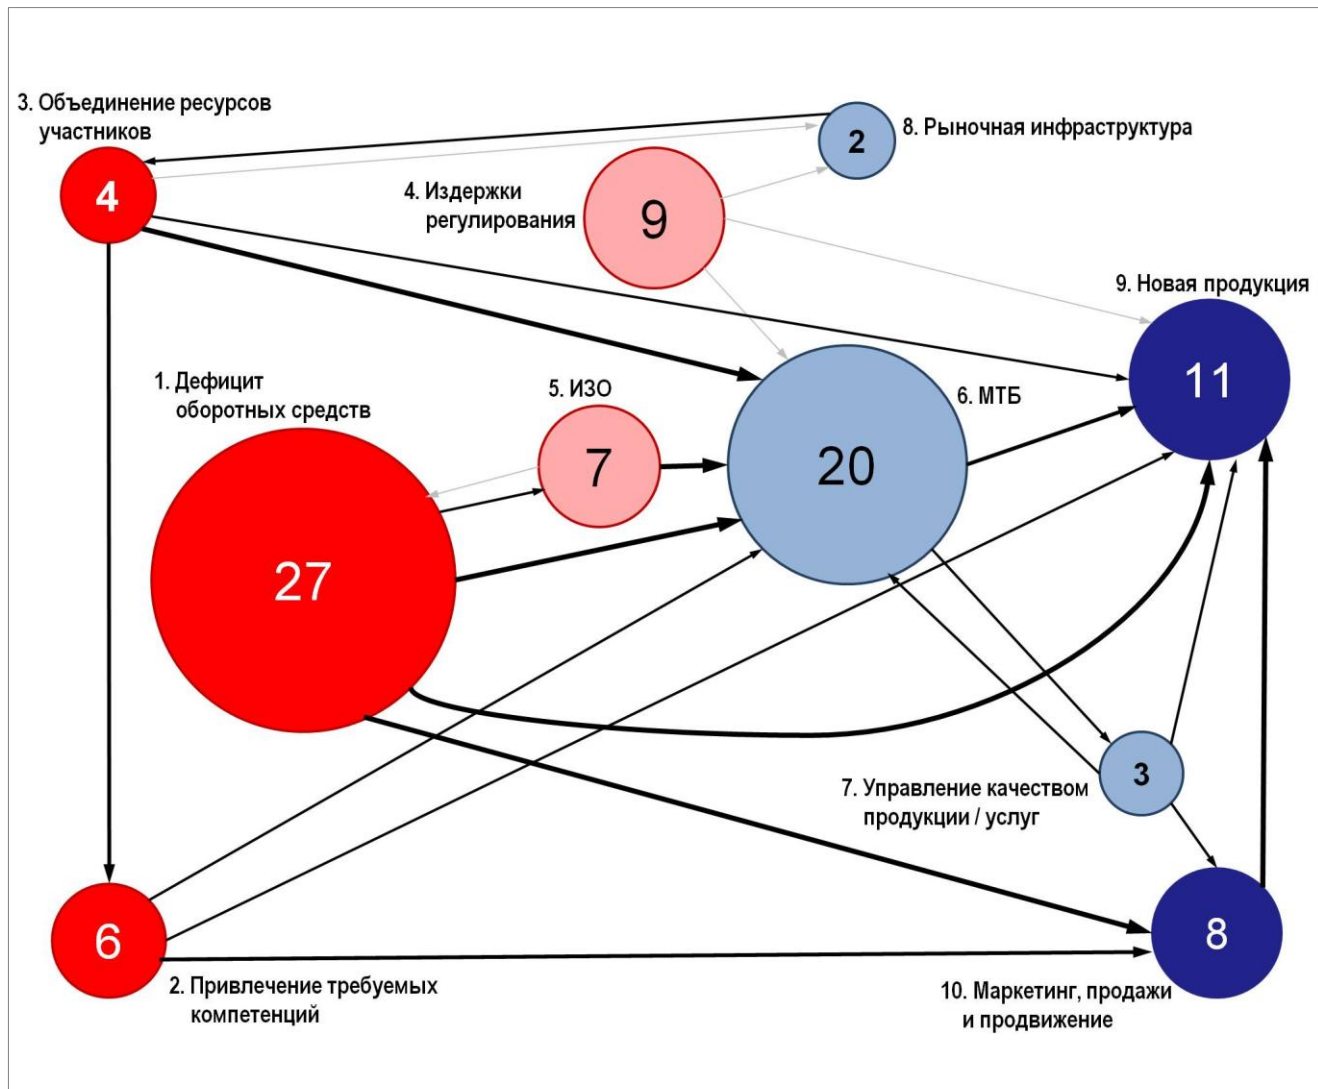 3. Объединение ресурсов
участников
4
2
8. Рыночная инфраструктура
4. Издержки
регулирования
9
9. Новая продукция
11
1. Дефицит
оборотных средств
5. ИЗО
7
6. МТБ
20
27
3
7. Управление качеством
продукции / услуг
6
2. Привлечение требуемых
компетенций
8
10. Маркетинг, продажи
и продвижение